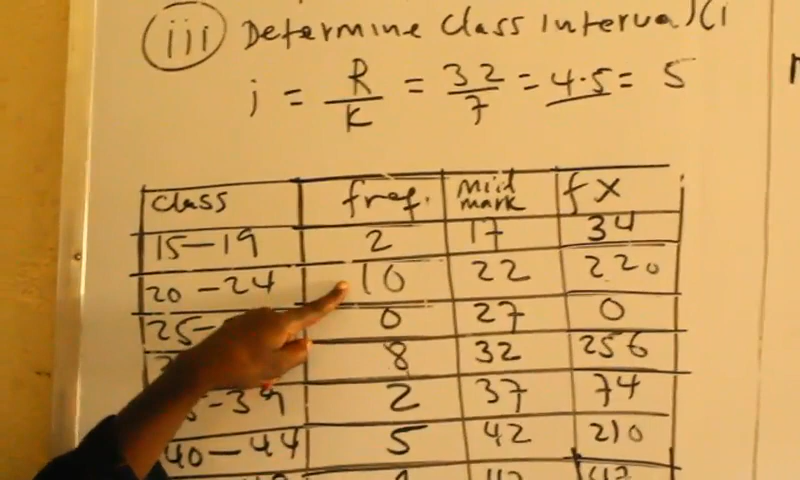 iii Determine Class Interval (i
i = R/K = 32/7 = 4.5 = 5
Class freq. Mid mark fx
15-19 2 17 34
20-24 10 22 220
25- 0 27 0
8 32 256
-39 2 37 74
40-44 5 42 210